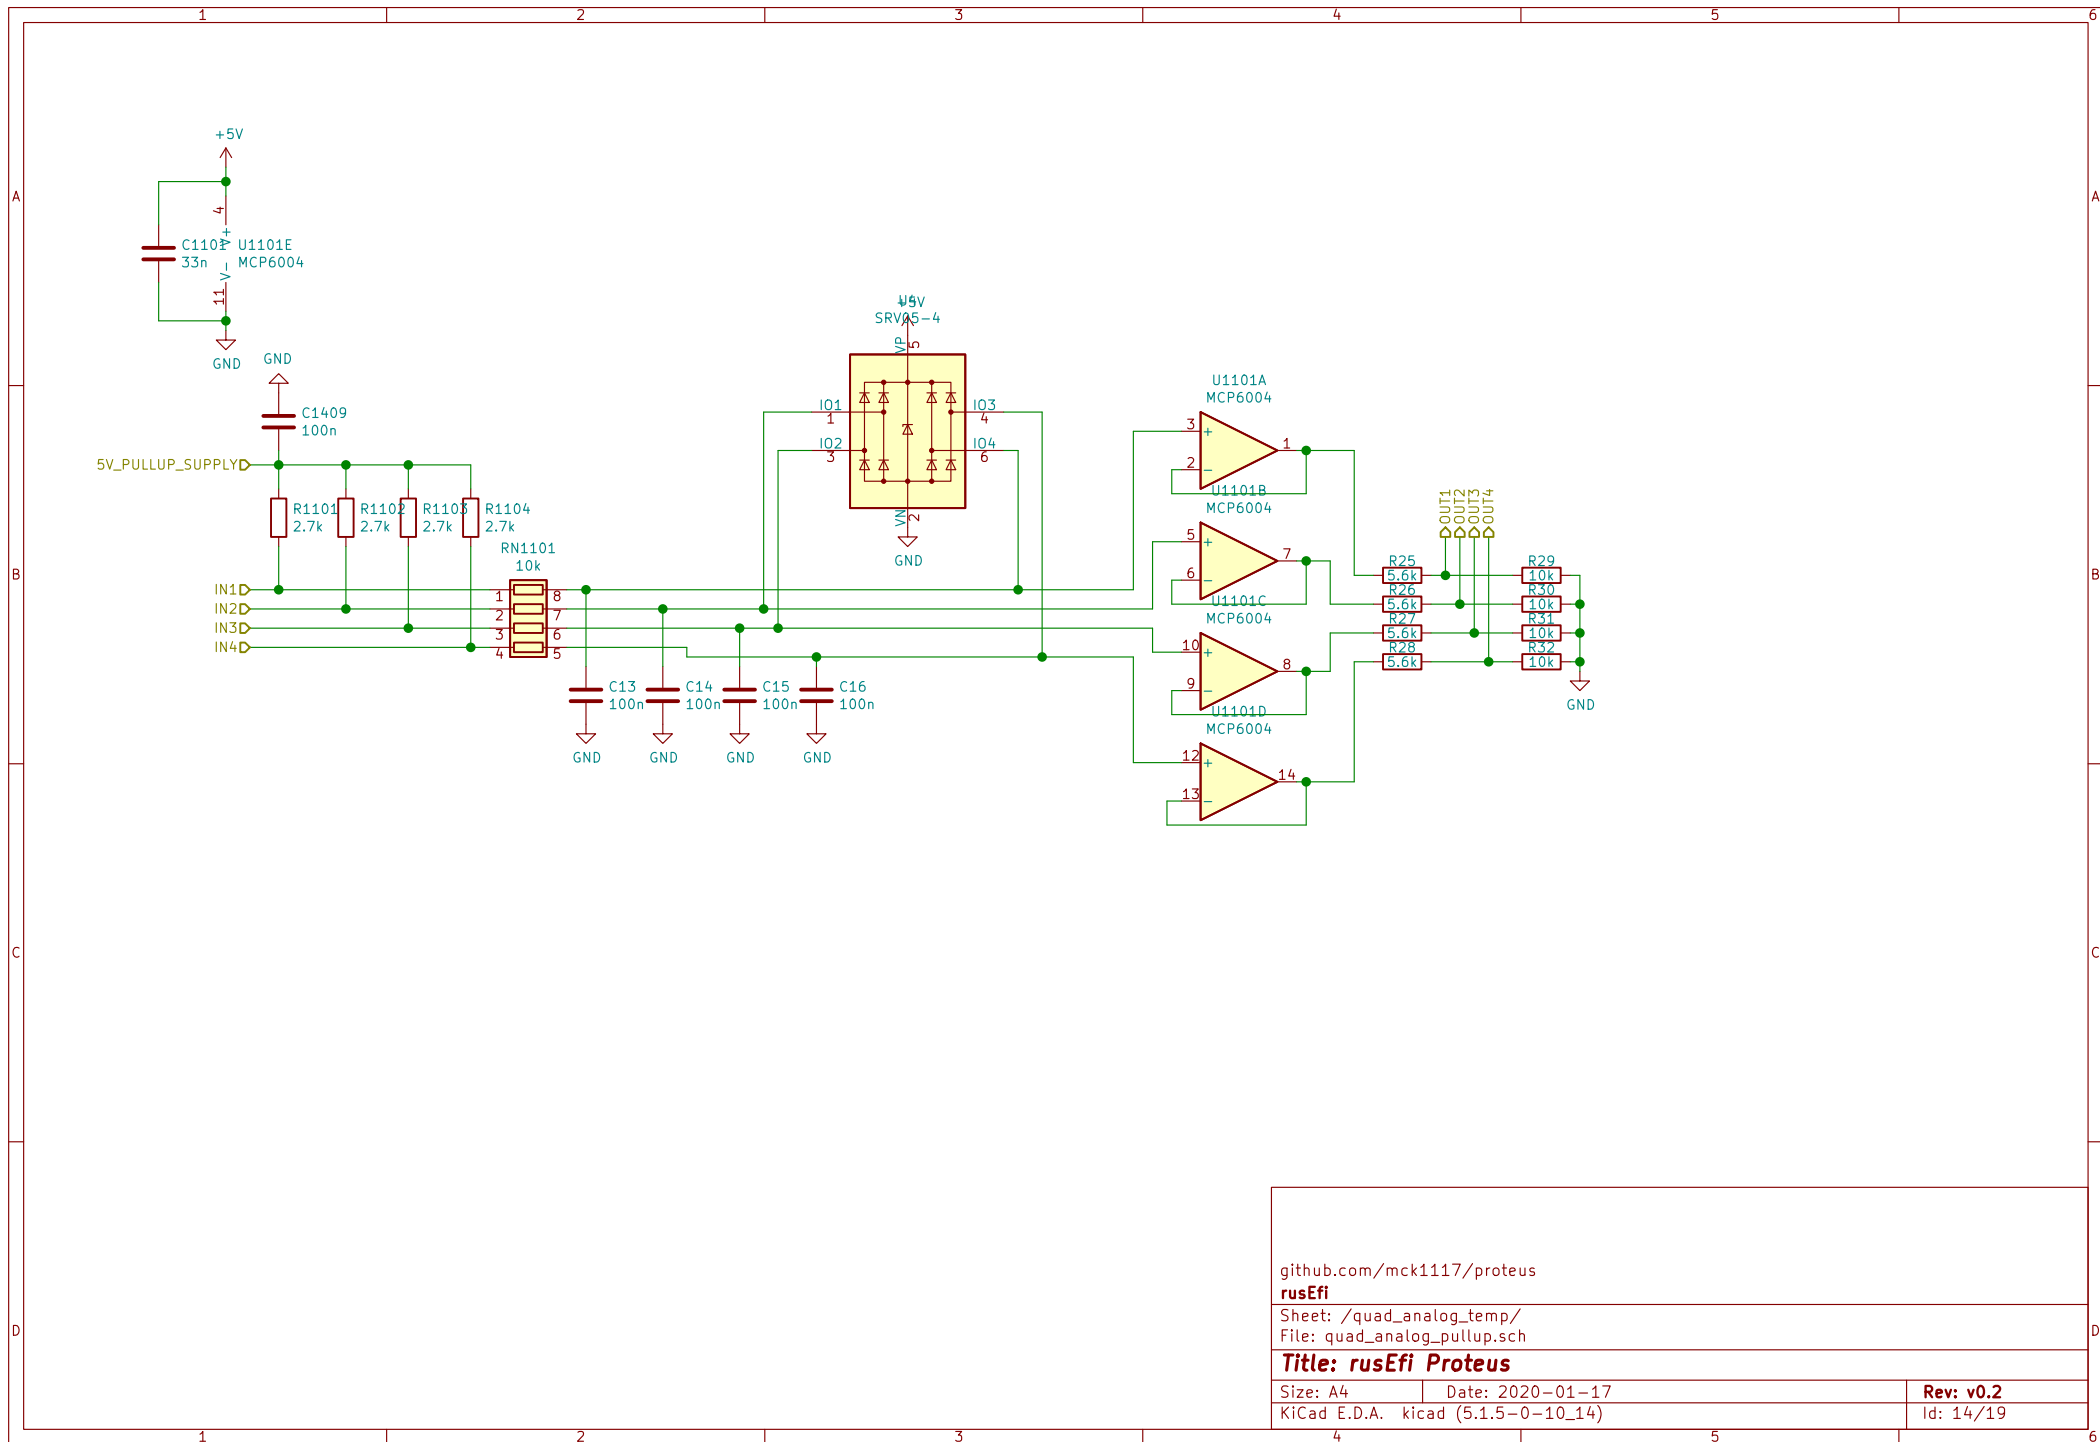 1 2 3 4 5 6
A A
B B
C C
D D
+5V
4
V+
C1101
33n
V-
11
U1101E
MCP6004
GND
GND
C1409
100n
5V_PULLUP_SUPPLY
R1101
2.7k
R1102
2.7k
R1103
2.7k
R1104
2.7k
RN1101
10k
IN1
IN2
IN3
IN4
1 8
2 7
3 6
4 5
C13
100n
GND
C14
100n
GND
C15
100n
GND
C16
100n
GND
+5V
SRV05-4
VP
5
IO1
1
IO2
3
IO3
4
IO4
6
VN
2
GND
U1101A
MCP6004
3 +
2 -
1
U1101B
MCP6004
5 +
6 -
7
U1101C
MCP6004
10 +
9 -
8
U1101D
MCP6004
12 +
13 -
14
OUT1
OUT2
OUT3
OUT4
R25
5.6k
R26
5.6k
R27
5.6k
R28
5.6k
R29
10k
R30
10k
R31
10k
R32
10k
GND
github.com/mck1117/proteus
rusEfi
Sheet: /quad_analog_temp/
File: quad_analog_pullup.sch
Title: rusEfi Proteus
Size: A4 Date: 2020-01-17 Rev: v0.2
KiCad E.D.A. kicad (5.1.5-0-10_14) Id: 14/19
1 2 3 4 5 6